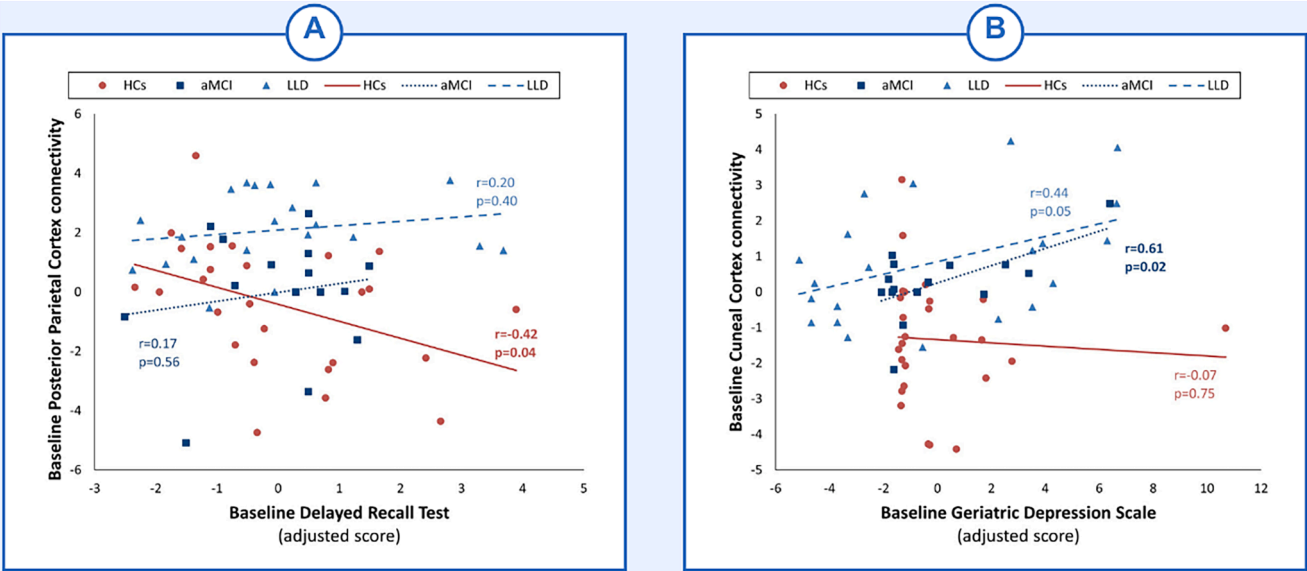 A
HCs aMCI LLD HCs aMCI LLD
Baseline Posterior Parietal Cortex connectivity
6
4
2
0
-2
-4
-6
r=0.20
p=0.40
r=-0.42
p=0.04
r=0.17
p=0.56
-3 -2 -1 0 1 2 3 4 5
Baseline Delayed Recall Test
(adjusted score)
B
HCs aMCI LLD HCs aMCI LLD
Baseline Cuneal Cortex connectivity
5
4
3
2
1
0
-1
-2
-3
-4
-5
r=0.44
p=0.05
r=0.61
p=0.02
r=-0.07
p=0.75
-6 -4 -2 0 2 4 6 8 10 12
Baseline Geriatric Depression Scale
(adjusted score)